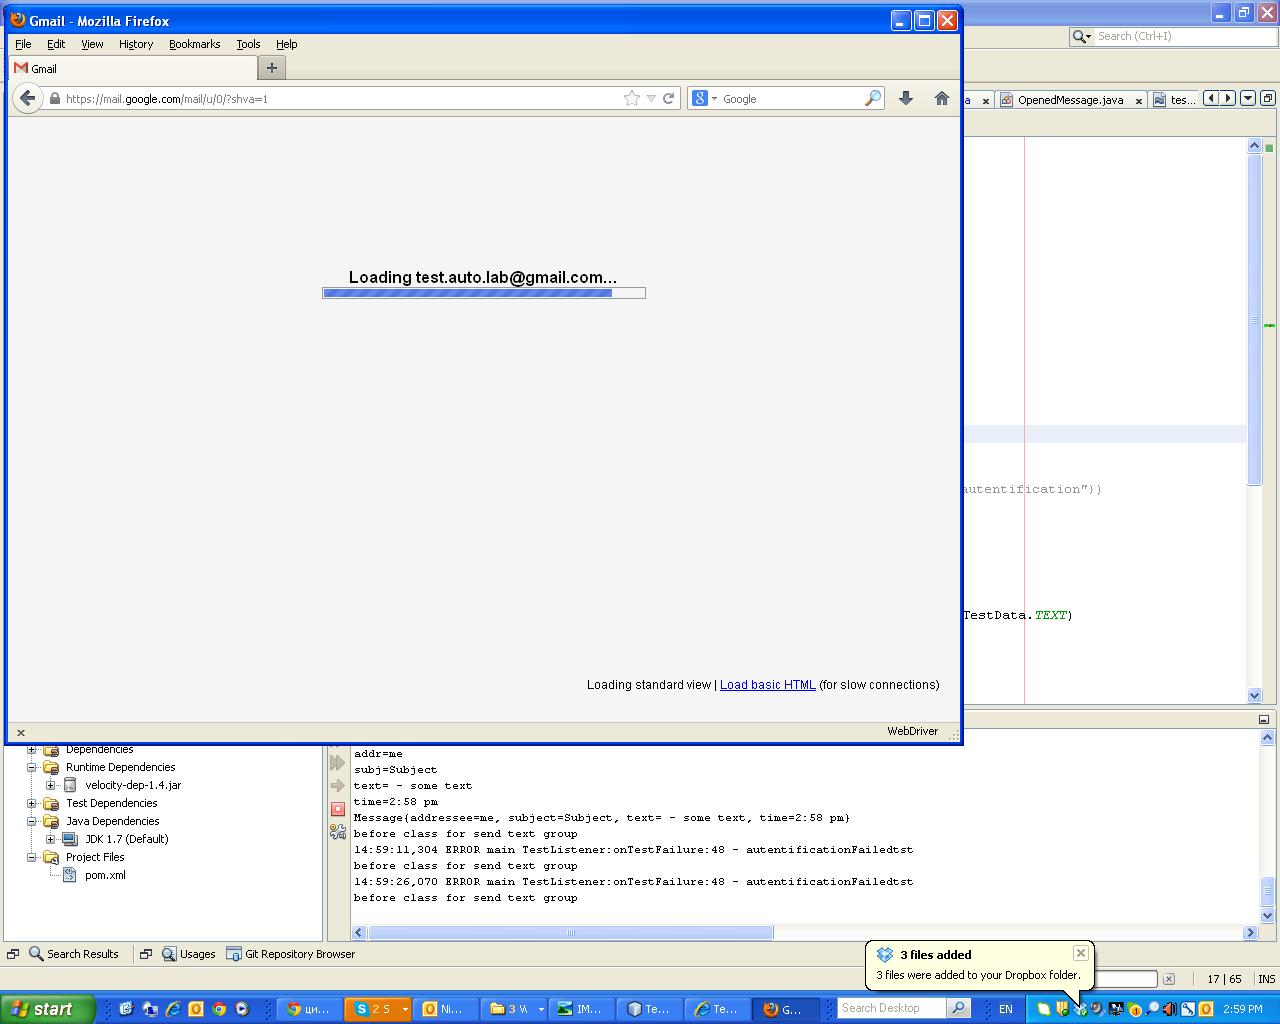 Gmail - Mozilla Firefox
File Edit View History Bookmarks Tools Help
Gmail
https://mail.google.com/mail/u/0/?shva=1
Google
Search (Ctrl+I)
a OpenedMessage.java tes...
Loading test.auto.lab@gmail.com...
autentification"})
TestData.TEXT)
Loading standard view | Load basic HTML (for slow connections)
WebDriver
Dependencies
Runtime Dependencies
velocity-dep-1.4.jar
Test Dependencies
Java Dependencies
JDK 1.7 (Default)
Project Files
pom.xml
addr=me
subj=Subject
text= - some text
time=2:58 pm
Message{addressee=me, subject=Subject, text= - some text, time=2:58 pm}
before class for send text group
14:59:11,304 ERROR main TestListener:onTestFailure:48 - autentificationFailedtst
before class for send text group
14:59:26,070 ERROR main TestListener:onTestFailure:48 - autentificationFailedtst
before class for send text group
Search Results Usages Git Repository Browser
3 files added
3 files were added to your Dropbox folder.
17 | 65 INS
start ци... 2 5 Ni... 3 W IM... Te... Te... G... Search Desktop EN 2:59 PM